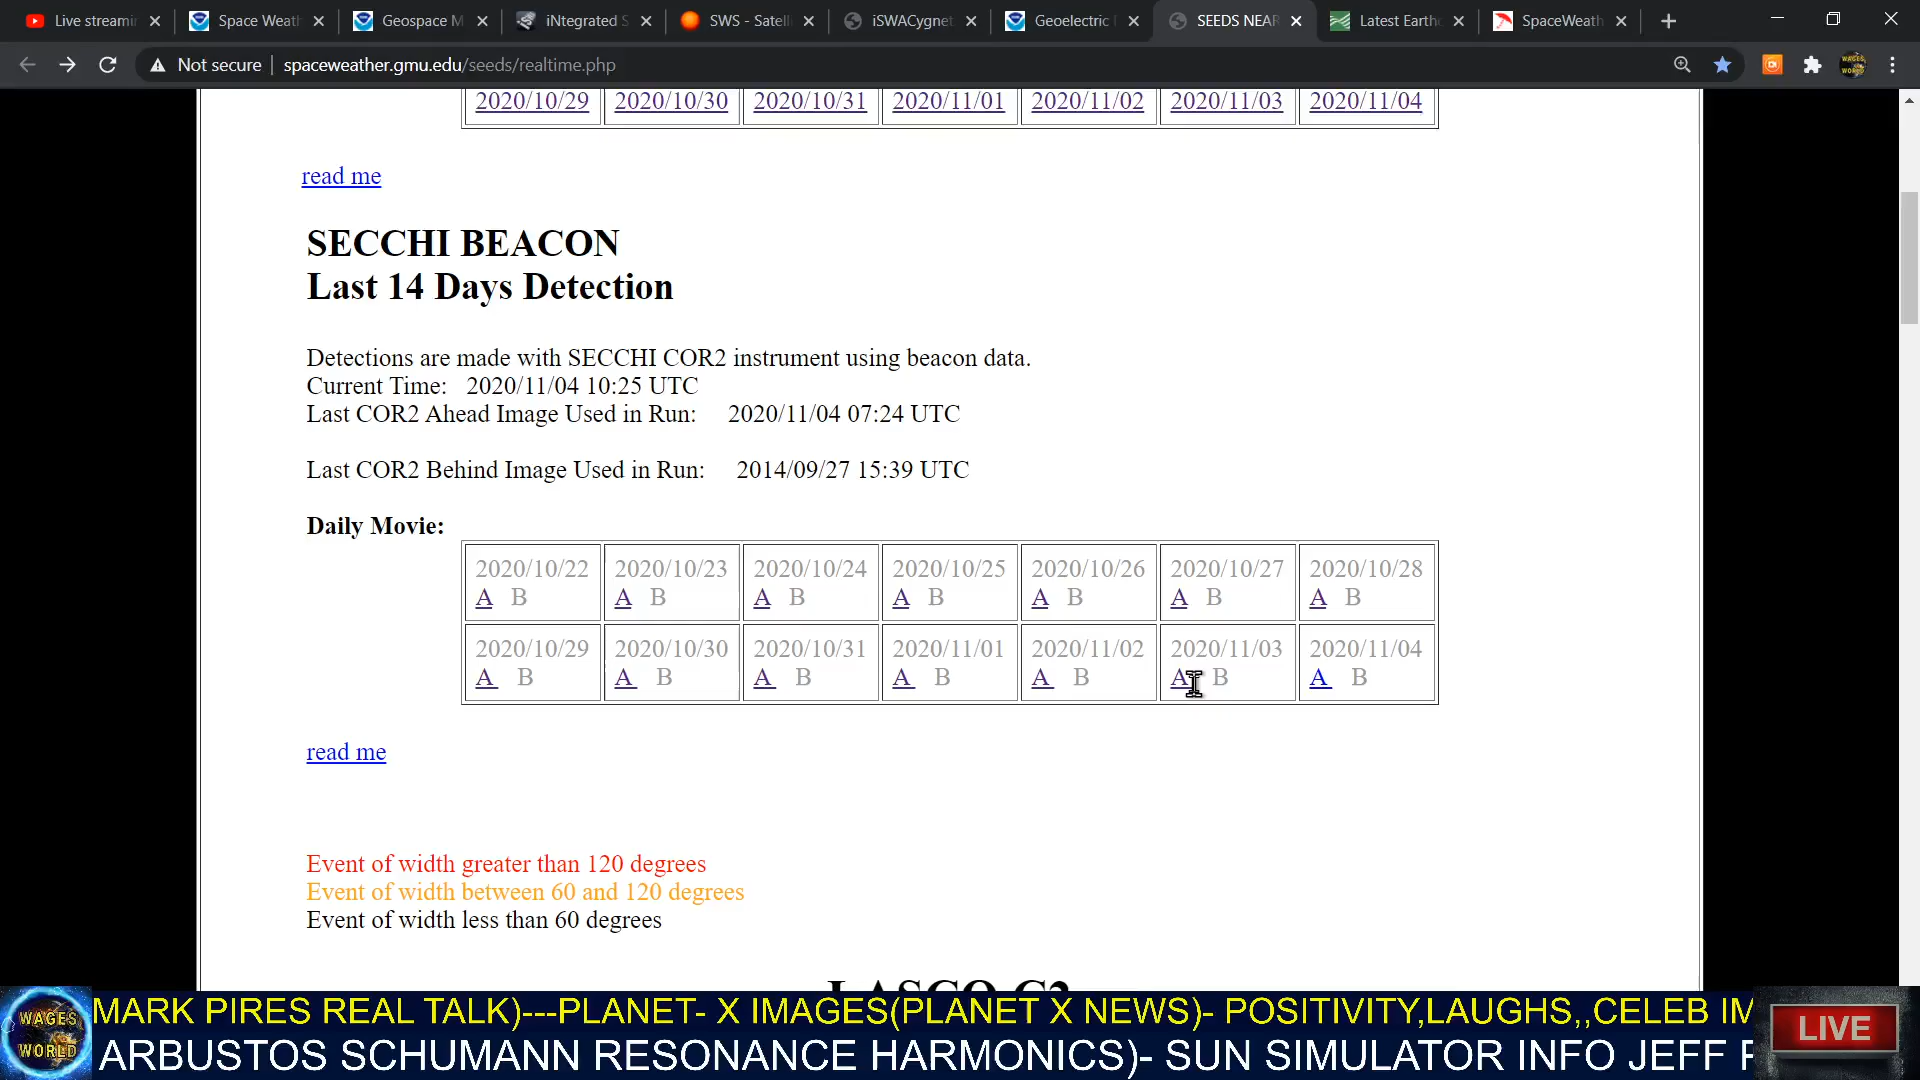 Live streamin
Space Weath
Geospace M
iNtegrated S
SWS - Satelli
iSWACygnet
Geoelectric
SEEDS NEAR
Latest Earth
SpaceWeath
Not secure
spaceweather.gmu.edu/seeds/realtime.php
2020/10/29 2020/10/30 2020/10/31 2020/11/01 2020/11/02 2020/11/03 2020/11/04
read me
SECCHI BEACON
Last 14 Days Detection
Detections are made with SECCHI COR2 instrument using beacon data.
Current Time: 2020/11/04 10:25 UTC
Last COR2 Ahead Image Used in Run: 2020/11/04 07:24 UTC
Last COR2 Behind Image Used in Run: 2014/09/27 15:39 UTC
Daily Movie:
2020/10/22 2020/10/23 2020/10/24 2020/10/25 2020/10/26 2020/10/27 2020/10/28
A B A B A B A B A B A B A B
2020/10/29 2020/10/30 2020/10/31 2020/11/01 2020/11/02 2020/11/03 2020/11/04
A B A B A B A B A B A B A B
read me
Event of width greater than 120 degrees
Event of width between 60 and 120 degrees
Event of width less than 60 degrees
LASCO C2
WAGES WORLD
MARK PIRES REAL TALK)---PLANET- X IMAGES(PLANET X NEWS)- POSITIVITY,LAUGHS,,CELEB IM
ARBUSTOS SCHUMANN RESONANCE HARMONICS)- SUN SIMULATOR INFO JEFF
LIVE